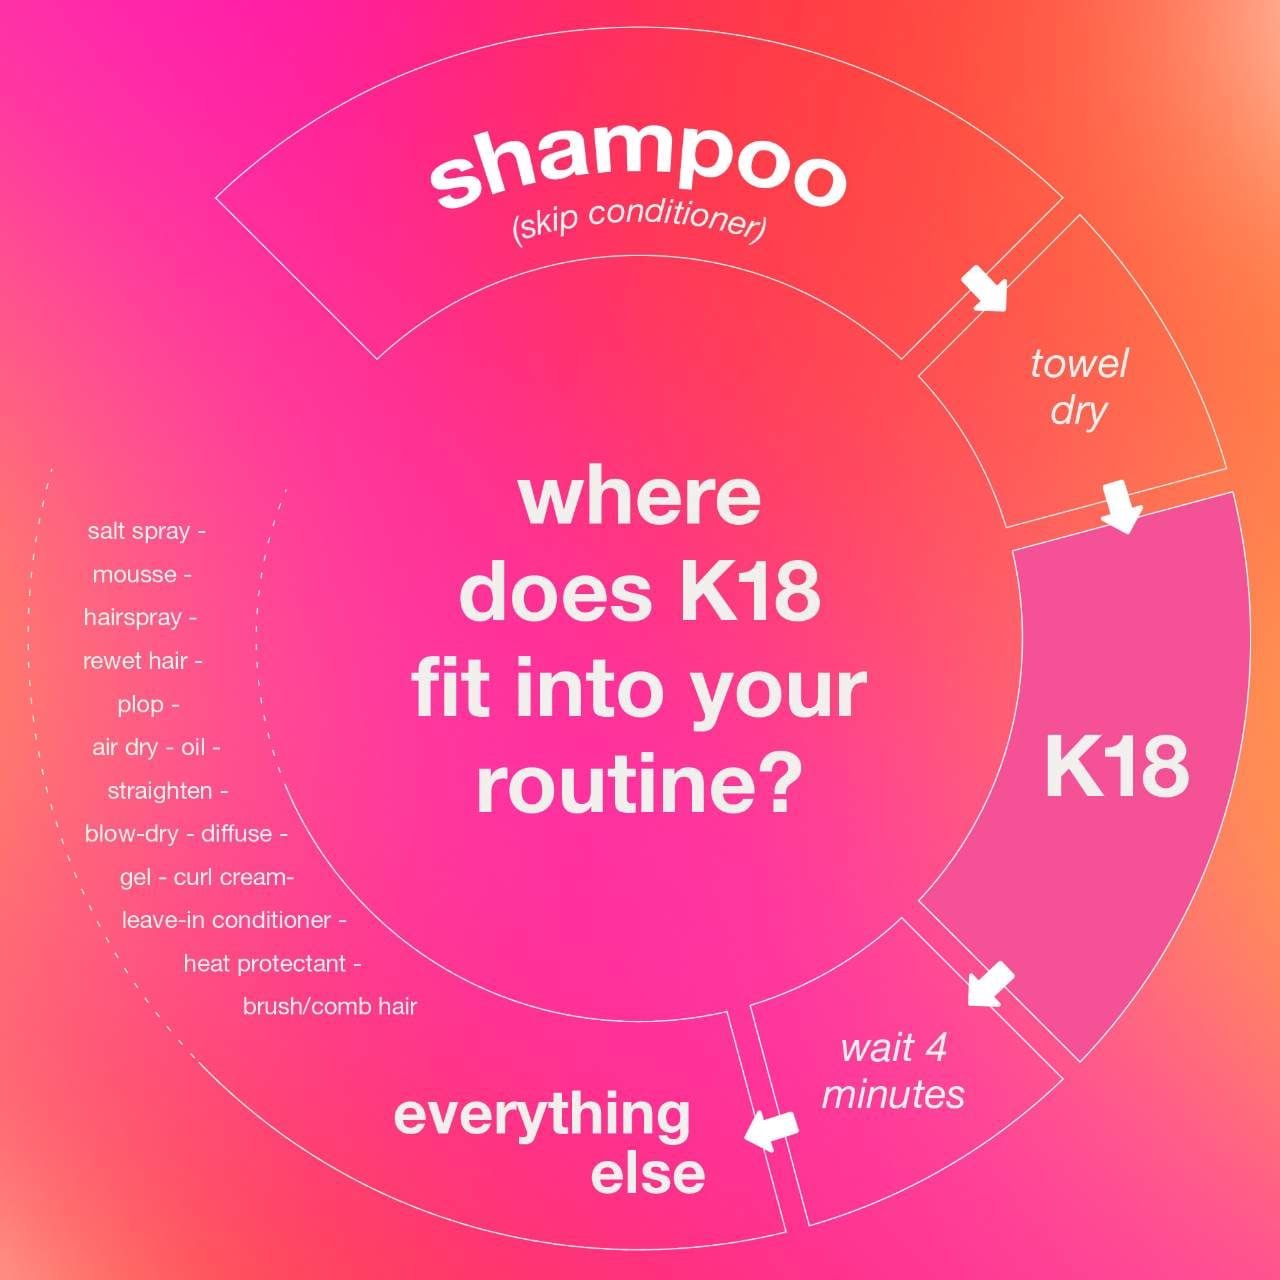 shampoo
(skip conditioner)
towel
dry
where
does K18
fit into your
routine?
K18
wait 4
minutes
everything
else
salt spray -
mousse -
hairspray -
rewet hair -
plop -
air dry - oil -
straighten -
blow-dry - diffuse -
gel - curl cream-
leave-in conditioner -
heat protectant -
brush/comb hair